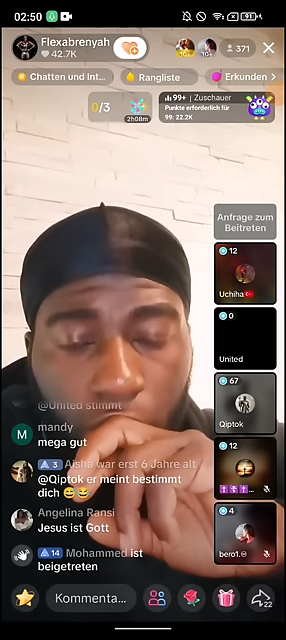 02:50
91
Flexabrenyah
42.7K
371
Chatten und Int...
Rangliste
Erkunden
0/3
2h08m
99+ | Zuschauer
Punkte erforderlich für
99: 22.2K
Anfrage zum
Beitreten
12
Uchiha
0
United
67
Qiptok
12
4
bero1.
@United stimmt
mandy
M
mega gut
3 Aisha war erst 6 Jahre alt
@Qiptok er meint bestimmt
dich 😅😂
Angelina Ransi
Jesus ist Gott
14 Mohammed ist
beigetreten
Kommenta...
22